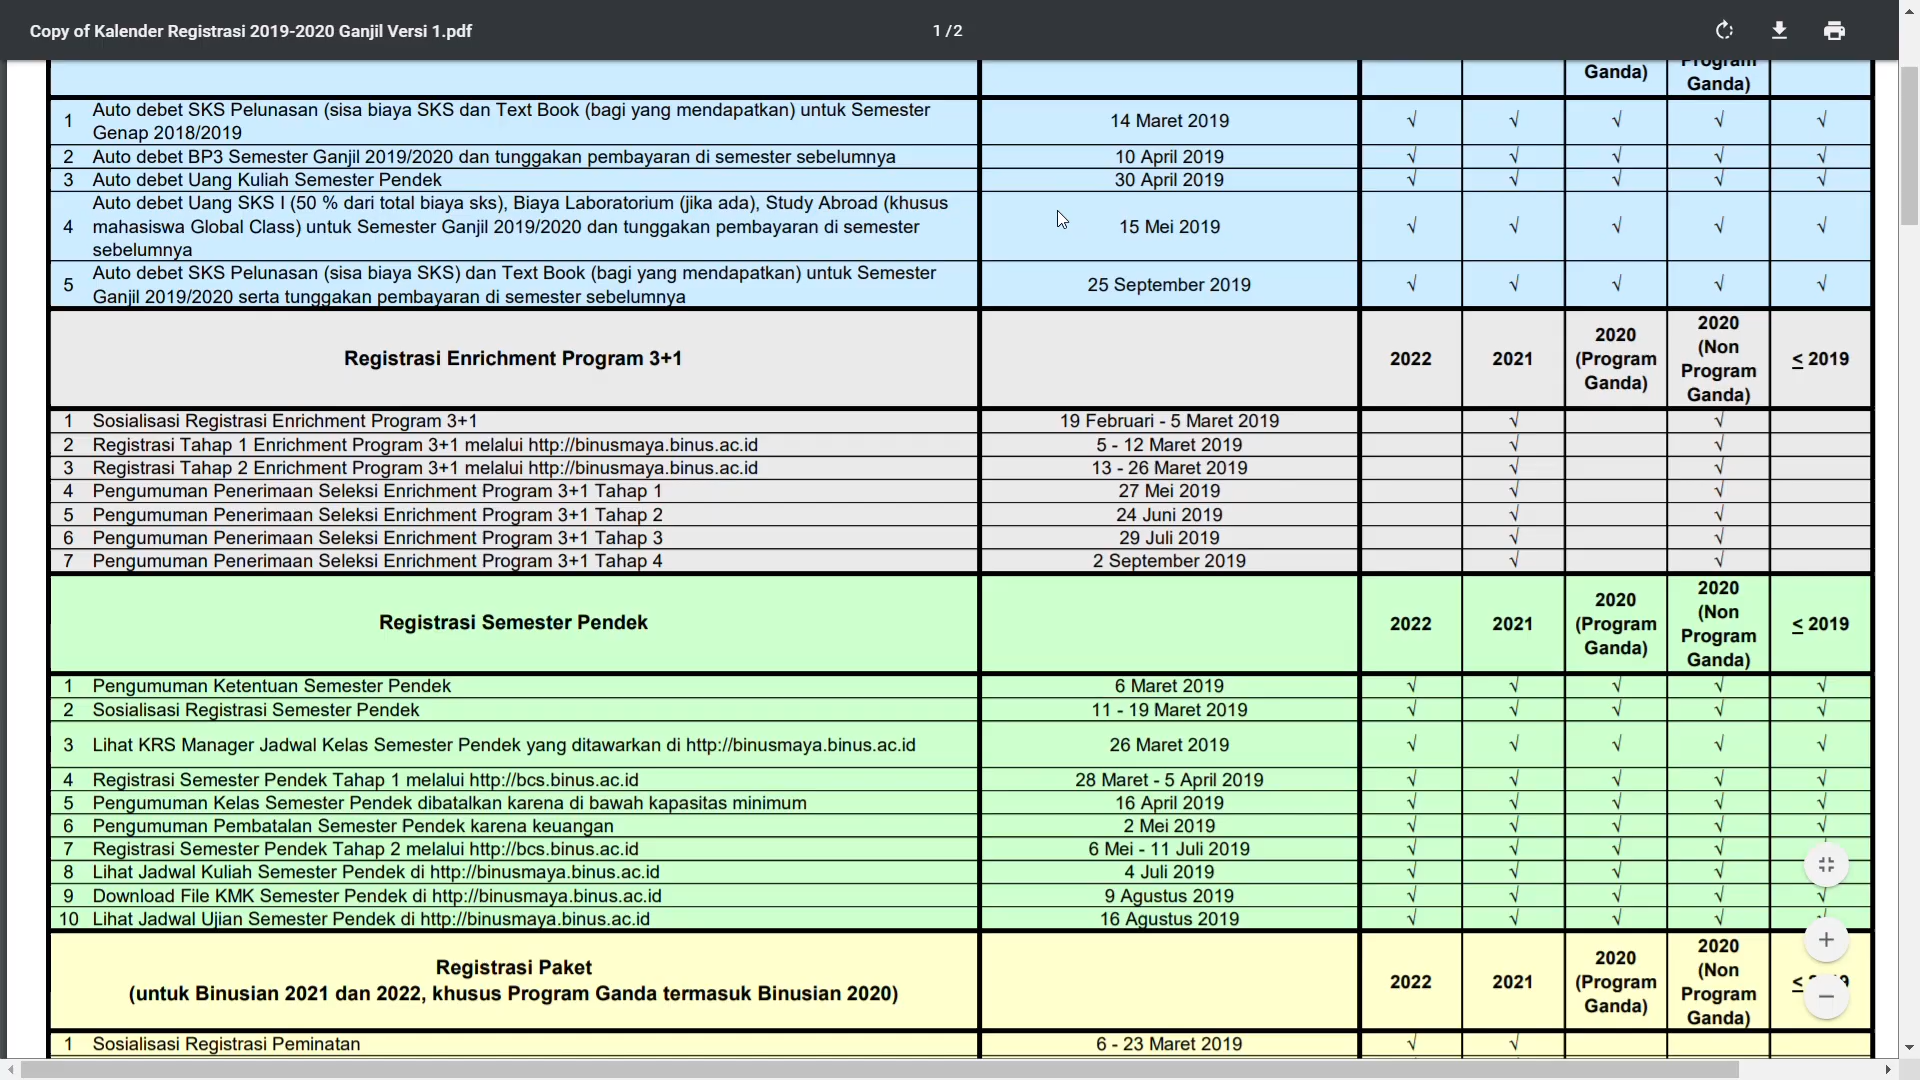 Copy of Kalender Registrasi 2019-2020 Ganjil Versi 1.pdf
1 / 2
Ganda)
Program
Ganda)
1 Auto debet SKS Pelunasan (sisa biaya SKS dan Text Book (bagi yang mendapatkan) untuk Semester
Genap 2018/2019
14 Maret 2019 √ √ √ √ √
2 Auto debet BP3 Semester Ganjil 2019/2020 dan tunggakan pembayaran di semester sebelumnya 10 April 2019 √ √ √ √ √
3 Auto debet Uang Kuliah Semester Pendek 30 April 2019 √ √ √ √ √
4 Auto debet Uang SKS I (50 % dari total biaya sks), Biaya Laboratorium (jika ada), Study Abroad (khusus
mahasiswa Global Class) untuk Semester Ganjil 2019/2020 dan tunggakan pembayaran di semester
sebelumnya
15 Mei 2019 √ √ √ √ √
5 Auto debet SKS Pelunasan (sisa biaya SKS) dan Text Book (bagi yang mendapatkan) untuk Semester
Ganjil 2019/2020 serta tunggakan pembayaran di semester sebelumnya
25 September 2019 √ √ √ √ √
Registrasi Enrichment Program 3+1
2022
2021
2020
(Program
Ganda)
2020
(Non
Program
Ganda)
≤ 2019
1 Sosialisasi Registrasi Enrichment Program 3+1 19 Februari - 5 Maret 2019 √ √
2 Registrasi Tahap 1 Enrichment Program 3+1 melalui http://binusmaya.binus.ac.id 5 - 12 Maret 2019 √ √
3 Registrasi Tahap 2 Enrichment Program 3+1 melalui http://binusmaya.binus.ac.id 13 - 26 Maret 2019 √ √
4 Pengumuman Penerimaan Seleksi Enrichment Program 3+1 Tahap 1 27 Mei 2019 √ √
5 Pengumuman Penerimaan Seleksi Enrichment Program 3+1 Tahap 2 24 Juni 2019 √ √
6 Pengumuman Penerimaan Seleksi Enrichment Program 3+1 Tahap 3 29 Juli 2019 √ √
7 Pengumuman Penerimaan Seleksi Enrichment Program 3+1 Tahap 4 2 September 2019 √ √
Registrasi Semester Pendek
2022
2021
2020
(Program
Ganda)
2020
(Non
Program
Ganda)
≤ 2019
1 Pengumuman Ketentuan Semester Pendek 6 Maret 2019 √ √ √ √ √
2 Sosialisasi Registrasi Semester Pendek 11 - 19 Maret 2019 √ √ √ √ √
3 Lihat KRS Manager Jadwal Kelas Semester Pendek yang ditawarkan di http://binusmaya.binus.ac.id 26 Maret 2019 √ √ √ √ √
4 Registrasi Semester Pendek Tahap 1 melalui http://bcs.binus.ac.id 28 Maret - 5 April 2019 √ √ √ √ √
5 Pengumuman Kelas Semester Pendek dibatalkan karena di bawah kapasitas minimum 16 April 2019 √ √ √ √ √
6 Pengumuman Pembatalan Semester Pendek karena keuangan 2 Mei 2019 √ √ √ √ √
7 Registrasi Semester Pendek Tahap 2 melalui http://bcs.binus.ac.id 6 Mei - 11 Juli 2019 √ √ √ √
8 Lihat Jadwal Kuliah Semester Pendek di http://binusmaya.binus.ac.id 4 Juli 2019 √ √ √ √
9 Download File KMK Semester Pendek di http://binusmaya.binus.ac.id 9 Agustus 2019 √ √ √ √ √
10 Lihat Jadwal Ujian Semester Pendek di http://binusmaya.binus.ac.id 16 Agustus 2019 √ √ √ √ √
Registrasi Paket
(untuk Binusian 2021 dan 2022, khusus Program Ganda termasuk Binusian 2020)
2022
2021
2020
(Program
Ganda)
2020
(Non
Program
Ganda)
1 Sosialisasi Registrasi Peminatan 6 - 23 Maret 2019 √ √